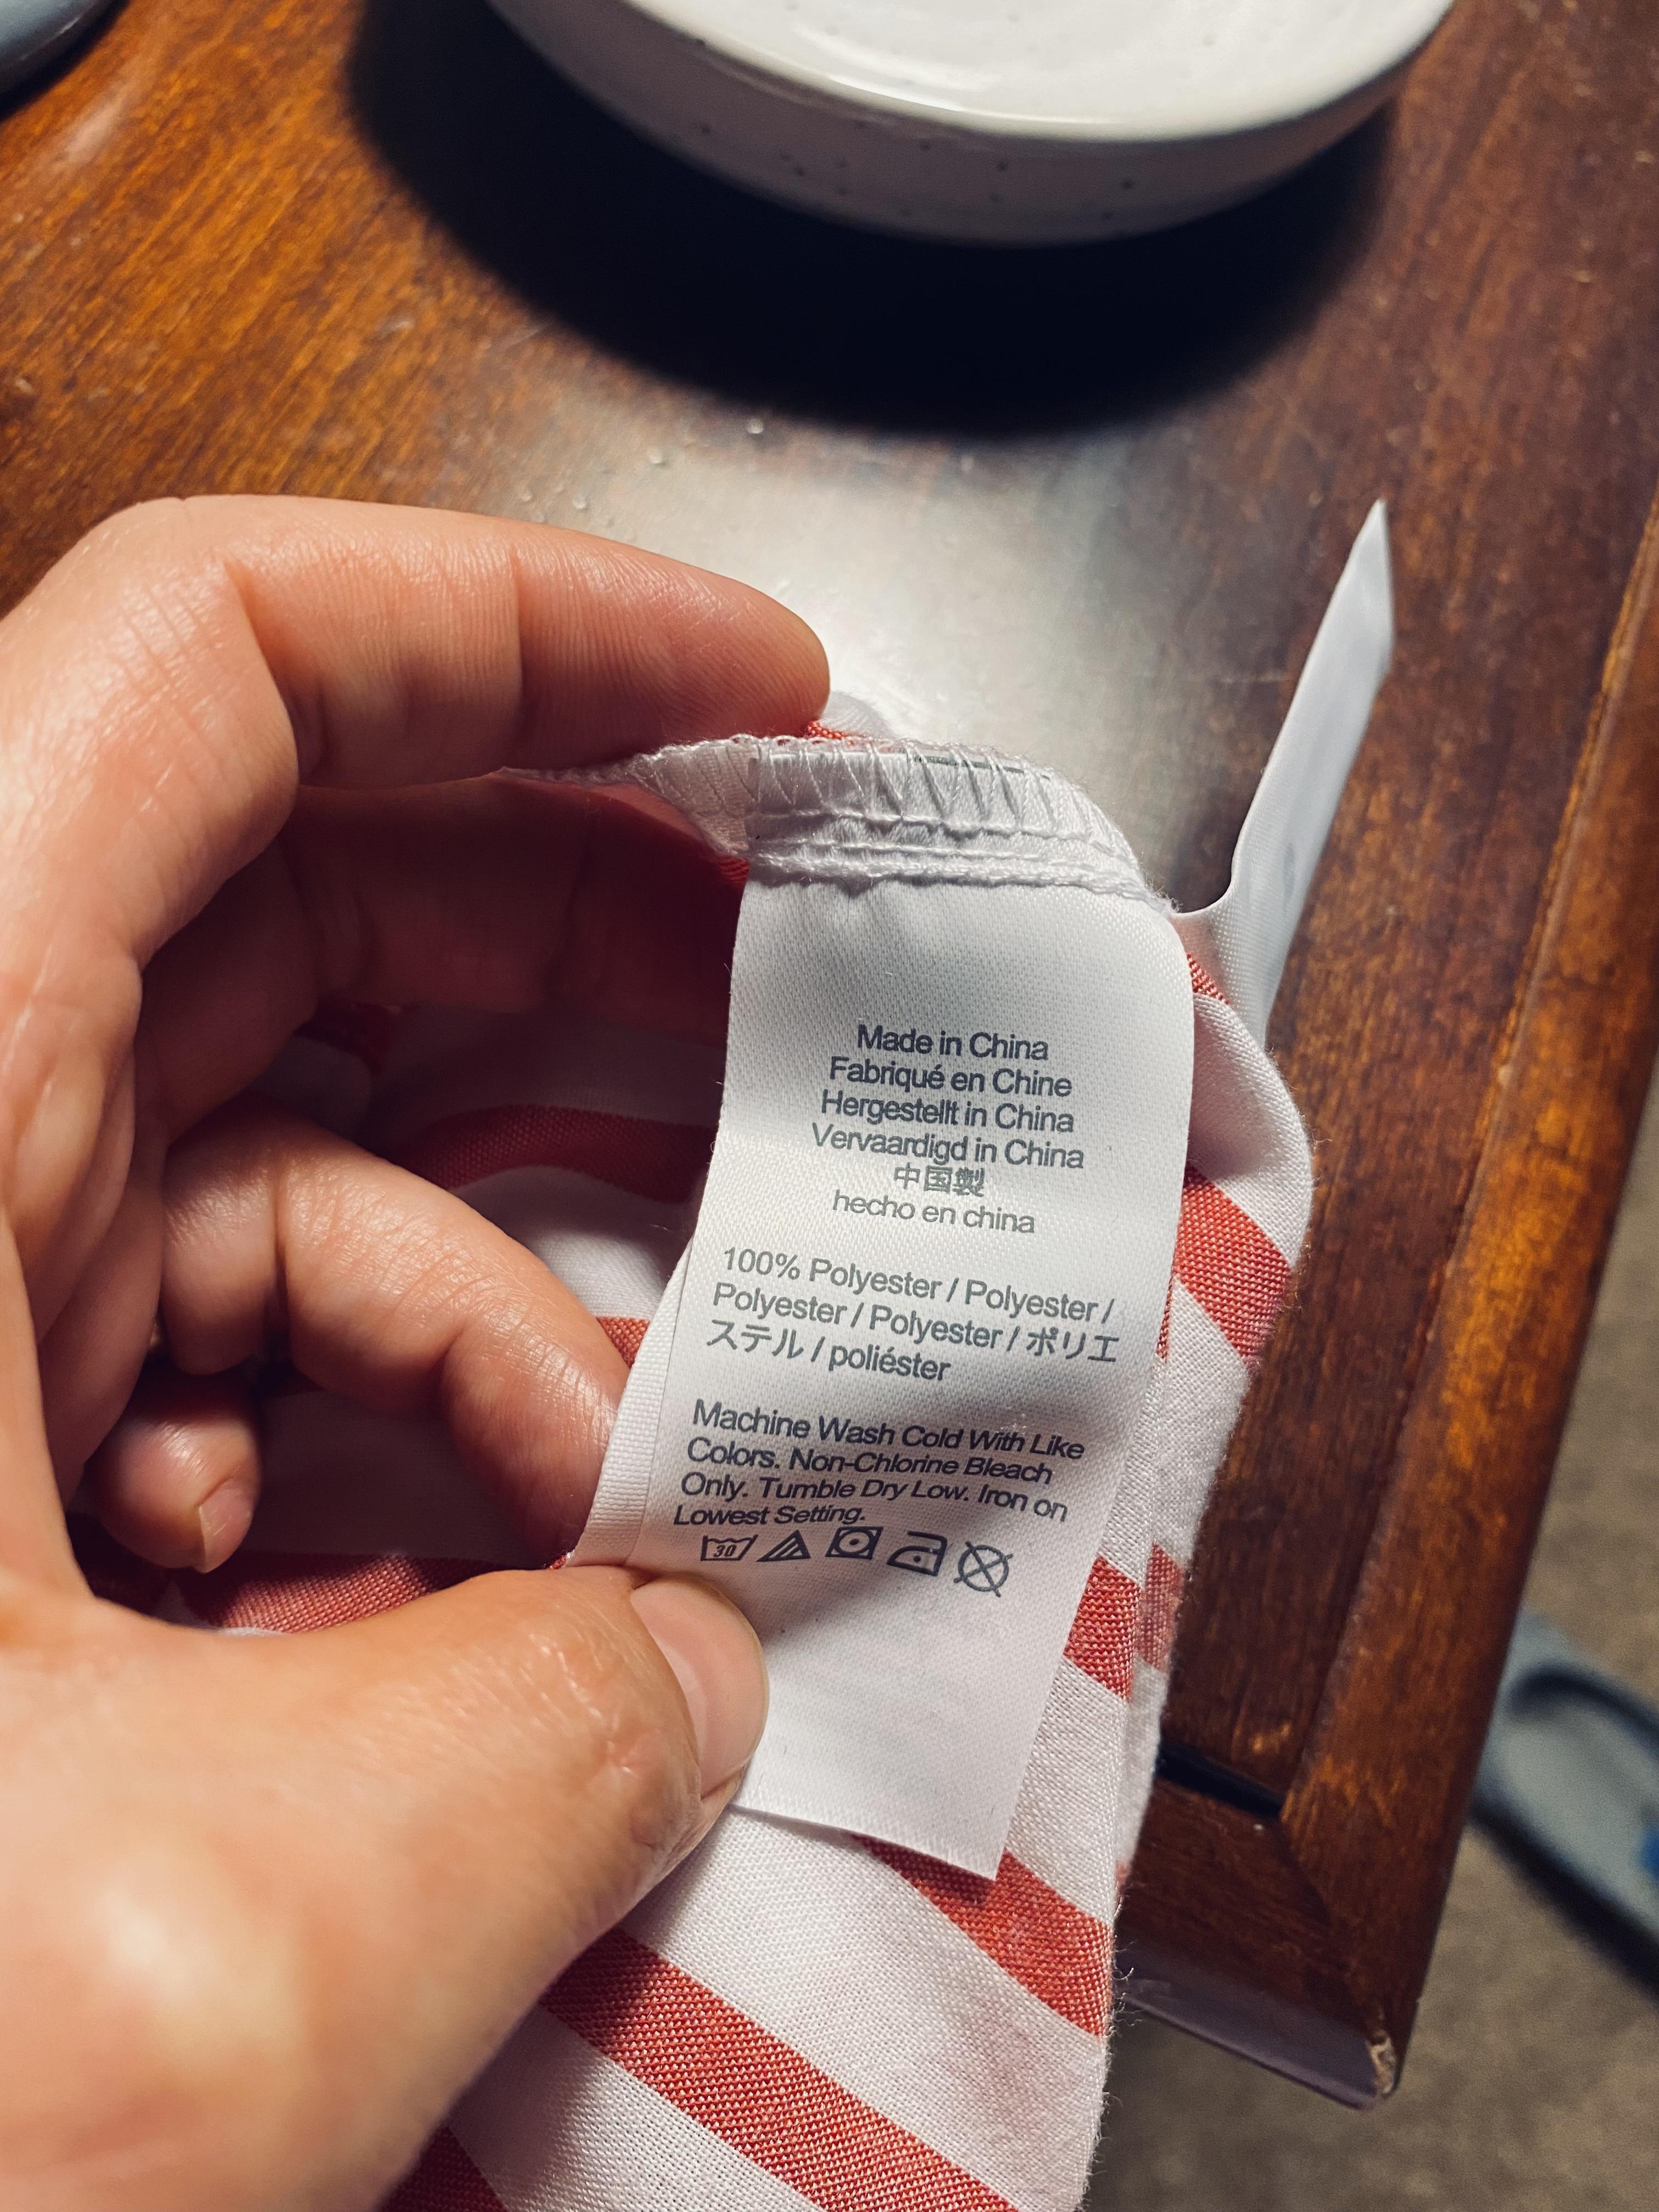 Made in China
Fabriqué en Chine
Hergestellt in China
Vervaardigd in China
中国製
hecho en china
100% Polyester / Polyester /
Polyester / Polyester / ポリエ
ステル / poliéster
Machine Wash Cold With Like
Colors. Non-Chlorine Bleach
Only. Tumble Dry Low. Iron on
Lowest Setting.
30